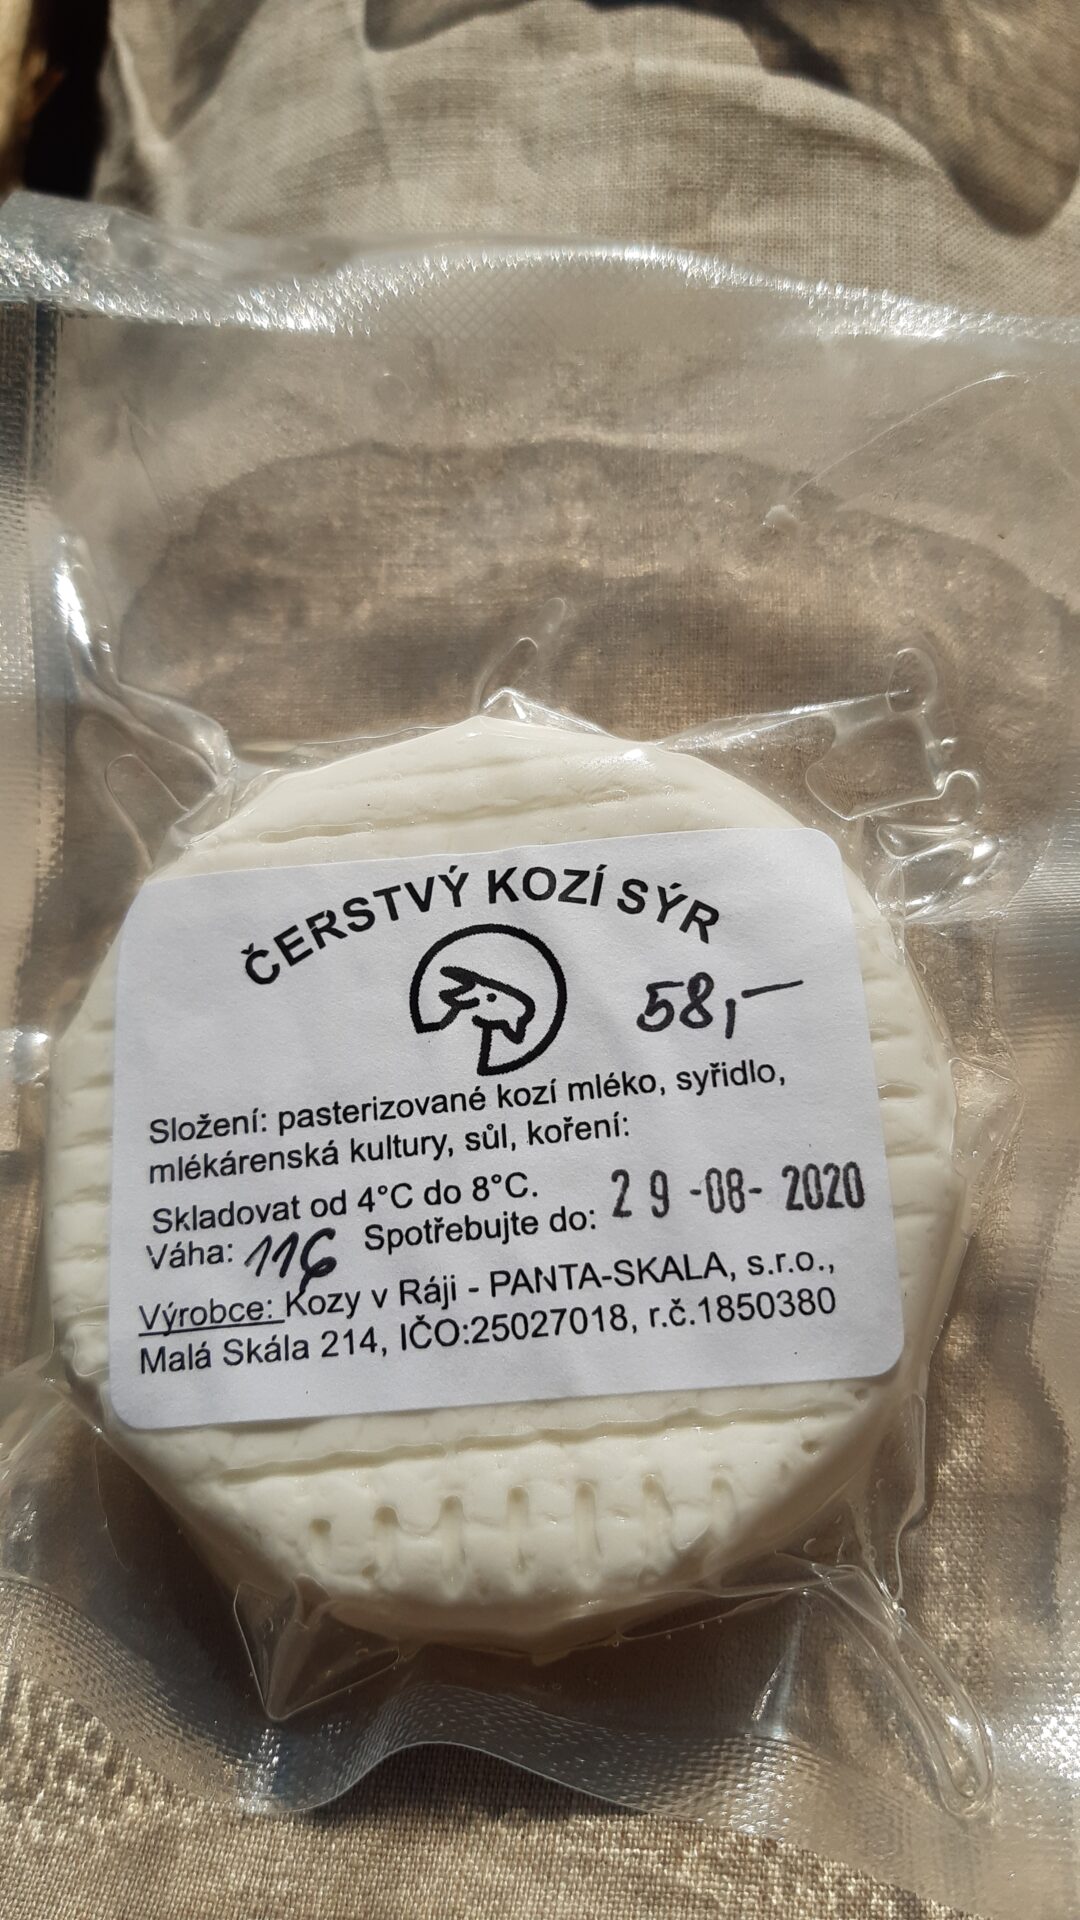 ČERSTVÝ KOZÍ SÝR
58,-
Složení: pasterizované kozí mléko, syřidlo,
mlékárenská kultury, sůl, koření:
Skladovat od 4°C do 8°C.
Váha: 116 Spotřebujte do: 29-08-2020
Výrobce: Kozy v Ráji - PANTA-SKALA, s.r.o.,
Malá Skála 214, IČO:25027018, r.č.1850380